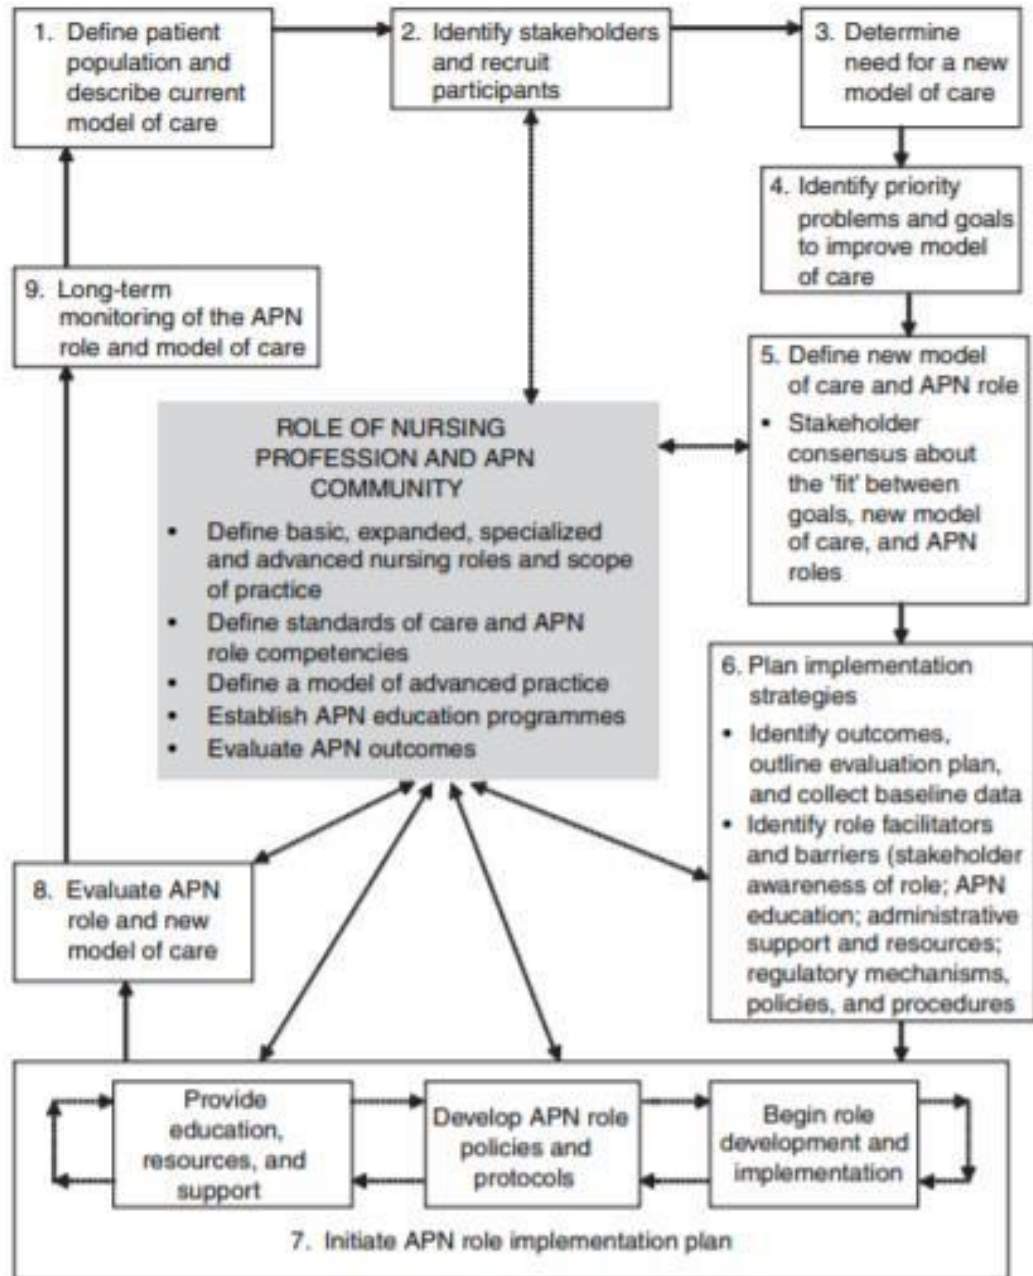 1. Define patient
population and
describe current
model of care
2. Identify stakeholders
and recruit
participants
3. Determine
need for a new
model of care
4. Identify priority
problems and goals
to improve model
of care
9. Long-term
monitoring of the APN
role and model of care
5. Define new model
of care and APN role
• Stakeholder
consensus about
the 'fit' between
goals, new model
of care, and APN
roles
ROLE OF NURSING
PROFESSION AND APN
COMMUNITY
• Define basic, expanded, specialized
and advanced nursing roles and scope
of practice
• Define standards of care and APN
role competencies
• Define a model of advanced practice
• Establish APN education programmes
• Evaluate APN outcomes
6. Plan implementation
strategies
• Identify outcomes,
outline evaluation plan,
and collect baseline data
• Identify role facilitators
and barriers (stakeholder
awareness of role; APN
education; administrative
support and resources;
regulatory mechanisms,
policies, and procedures
8. Evaluate APN
role and new
model of care
Provide
education,
resources, and
support
Develop APN role
policies and
protocols
Begin role
development and
implementation
7. Initiate APN role implementation plan